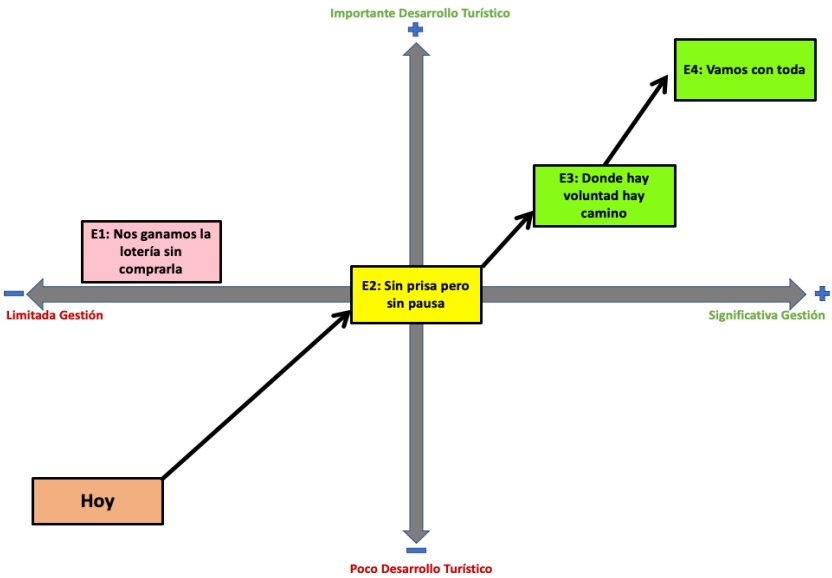 Importante Desarrollo Turístico
E4: Vamos con toda
E3: Donde hay
voluntad hay
camino
E1: Nos ganamos la
lotería sin
comprarla
E2: Sin prisa pero
sin pausa
Limitada Gestión
Significativa Gestión
Hoy
Poco Desarrollo Turístico